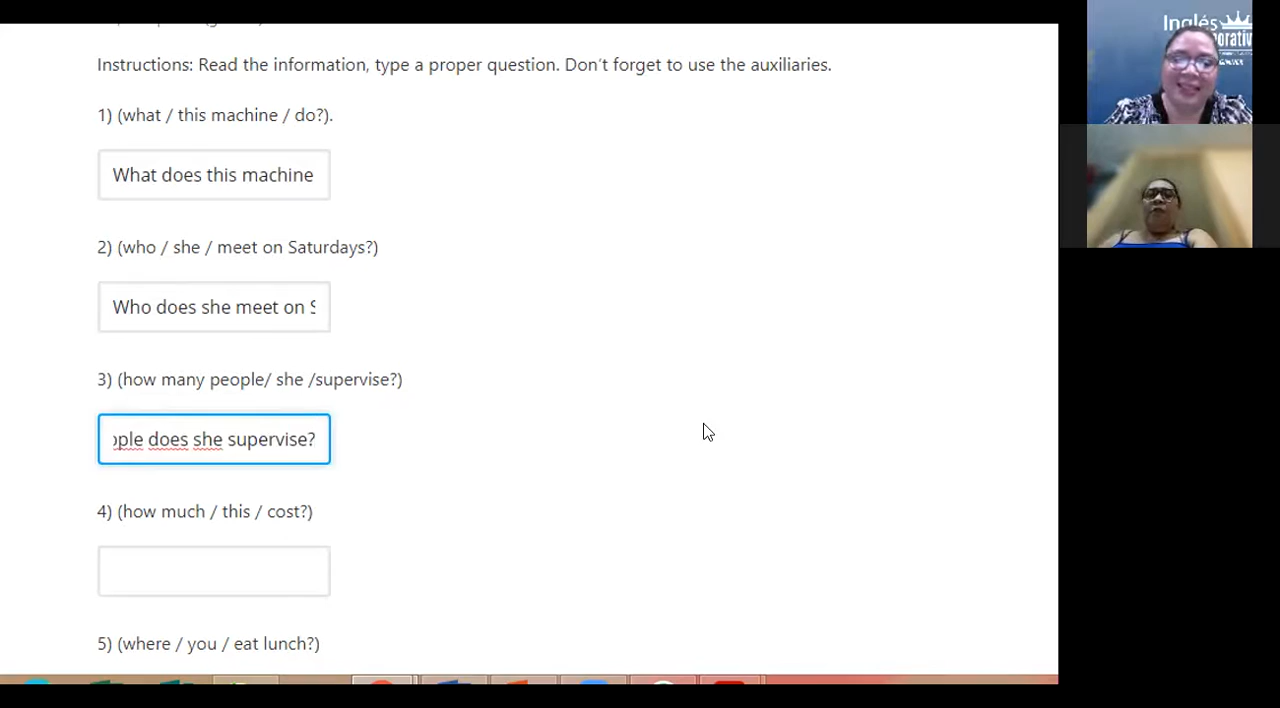 Instructions: Read the information, type a proper question. Don't forget to use the auxiliaries.
1) (what / this machine / do?).
What does this machine
2) (who / she / meet on Saturdays?)
Who does she meet on S
3) (how many people/ she /supervise?)
ople does she supervise?
4) (how much / this / cost?)
5) (where / you / eat lunch?)
Inglés